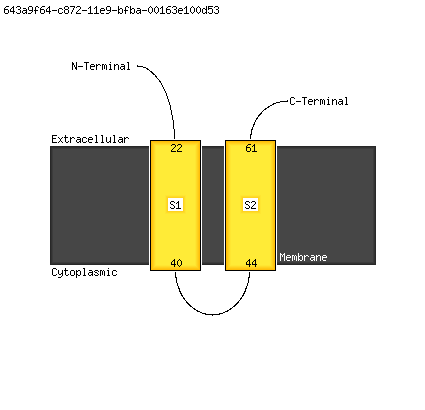 643a9f64-c872-11e9-bfba-00163e100d53
N-Terminal
C-Terminal
Extracellular
22
61
S1
S2
Membrane
40
44
Cytoplasmic